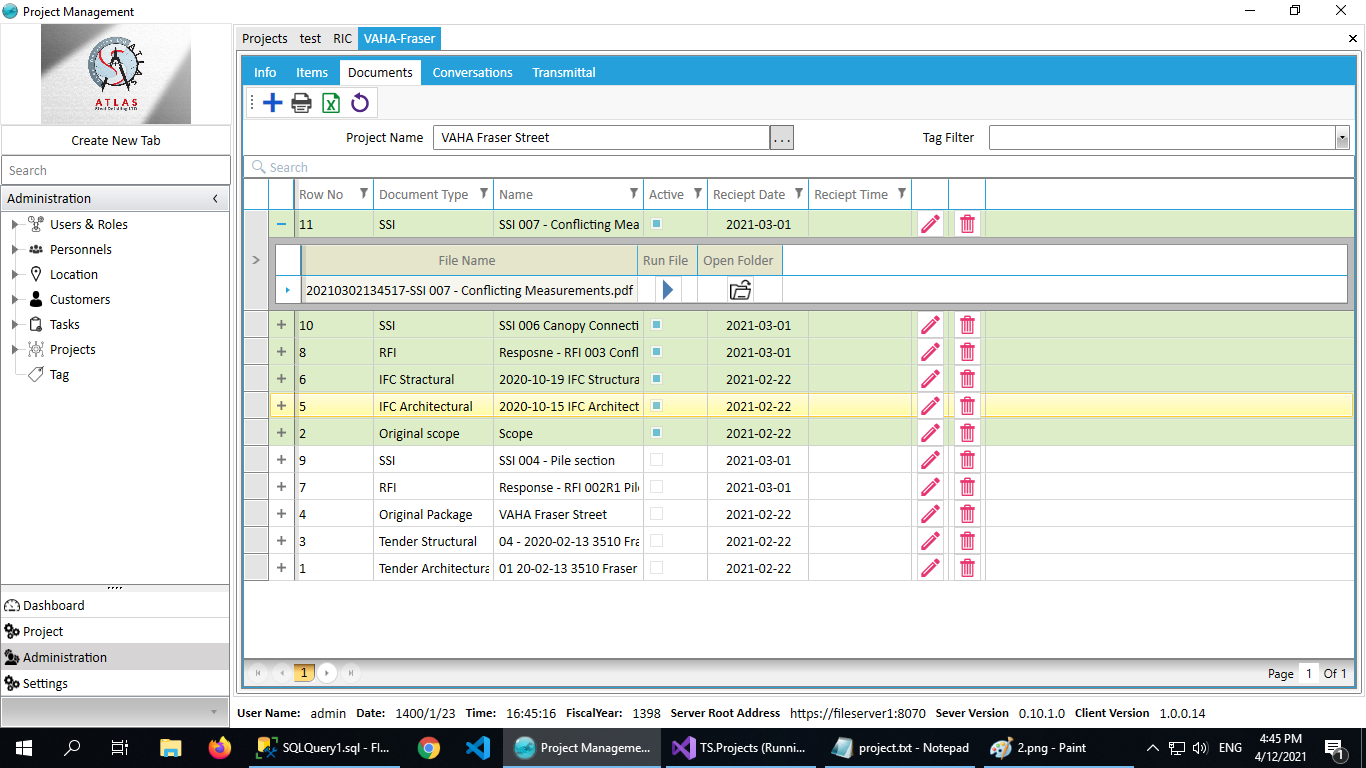 Project Management
ATLAS
Steel Detailing LTD
Create New Tab
Search
Administration
Users & Roles
Personnels
Location
Customers
Tasks
Projects
Tag
Dashboard
Project
Administration
Settings
Projects test RIC VAHA-Fraser
Info Items Documents Conversations Transmittal
Project Name VAHA Fraser Street ... Tag Filter
Search
Row No Document Type Name Active Reciept Date Reciept Time
11 SSI SSI 007 - Conflicting Mea 2021-03-01
File Name Run File Open Folder
20210302134517-SSI 007 - Conflicting Measurements.pdf
10 SSI SSI 006 Canopy Connecti 2021-03-01
8 RFI Resposne - RFI 003 Confl 2021-03-01
6 IFC Stractural 2020-10-19 IFC Structura 2021-02-22
5 IFC Architectural 2020-10-15 IFC Architect 2021-02-22
2 Original scope Scope 2021-02-22
9 SSI SSI 004 - Pile section 2021-03-01
7 RFI Response - RFI 002R1 Pil 2021-03-01
4 Original Package VAHA Fraser Street 2021-02-22
3 Tender Structural 04 - 2020-02-13 3510 Fra 2021-02-22
1 Tender Architectura 01 20-02-13 3510 Fraser 2021-02-22
1 Page 1 Of 1
User Name: admin Date: 1400/1/23 Time: 16:45:16 FiscalYear: 1398 Server Root Address https://fileserver1:8070 Sever Version 0.10.1.0 Client Version 1.0.0.14
SQLQuery1.sql - FI... Project Manageme... TS.Projects (Runni... project.txt - Notepad 2.png - Paint ENG 4:45 PM
4/12/2021 1